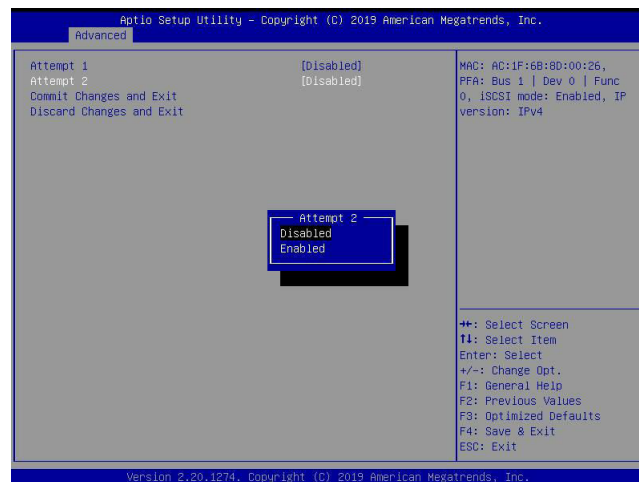 Aptio Setup Utility – Copyright (C) 2019 American Megatrends, Inc.
Advanced
Attempt 1 [Disabled]
Attempt 2 [Disabled]
Commit Changes and Exit
Discard Changes and Exit
MAC: AC:1F:6B:8D:00:26,
PFA: Bus 1 | Dev 0 | Func
0, iSCSI mode: Enabled, IP
version: IPv4
Attempt 2
Disabled
Enabled
→←: Select Screen
↑↓: Select Item
Enter: Select
+/-: Change Opt.
F1: General Help
F2: Previous Values
F3: Optimized Defaults
F4: Save & Exit
ESC: Exit
Version 2.20.1274. Copyright (C) 2019 American Megatrends, Inc.